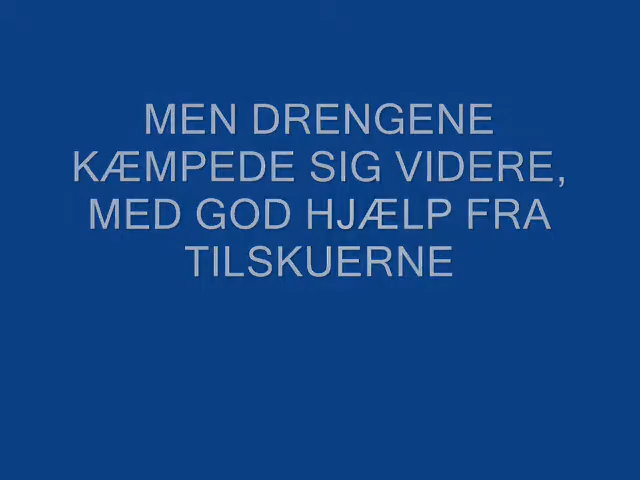 MEN DRENGENE
KÆMPEDE SIG VIDERE,
MED GOD HJÆLP FRA
TILSKUERNE